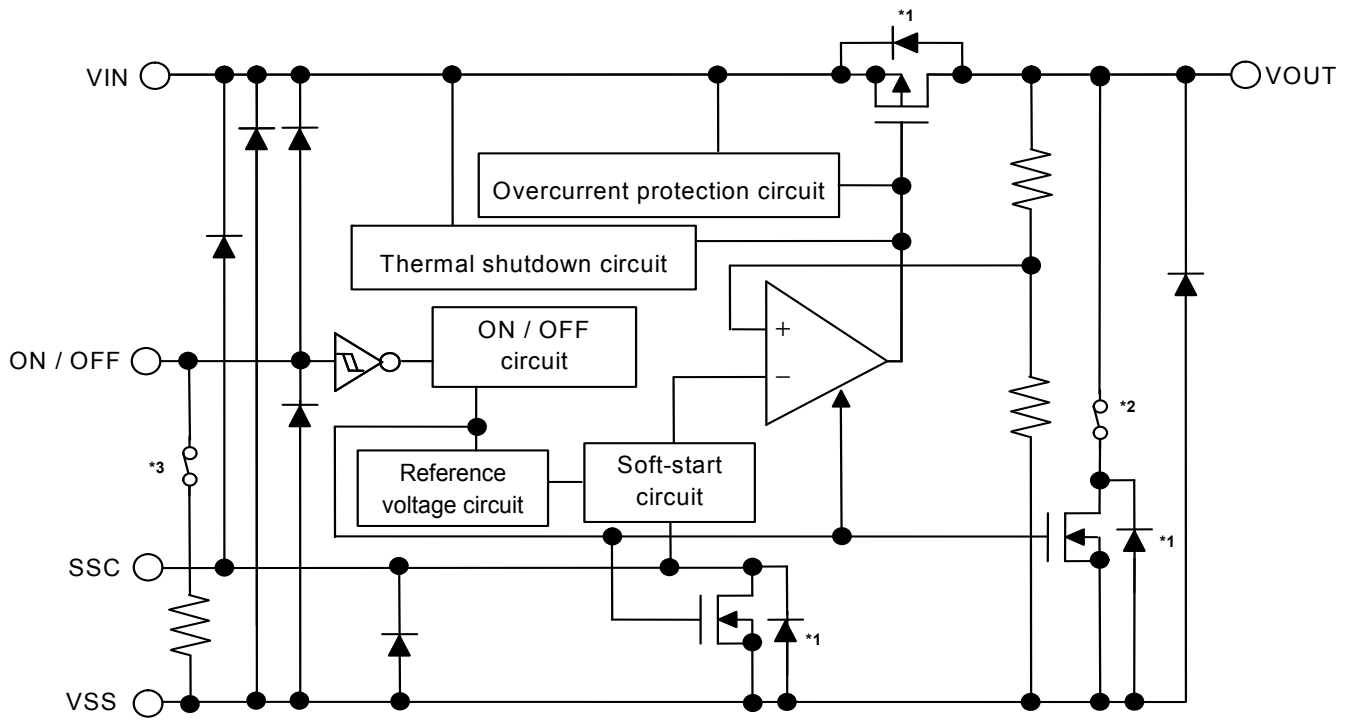 *1
VIN
VOUT
Overcurrent protection circuit
Thermal shutdown circuit
ON / OFF
ON / OFF
circuit
+
−
*2
*3
Reference
voltage circuit
Soft-start
circuit
*1
SSC
*1
VSS